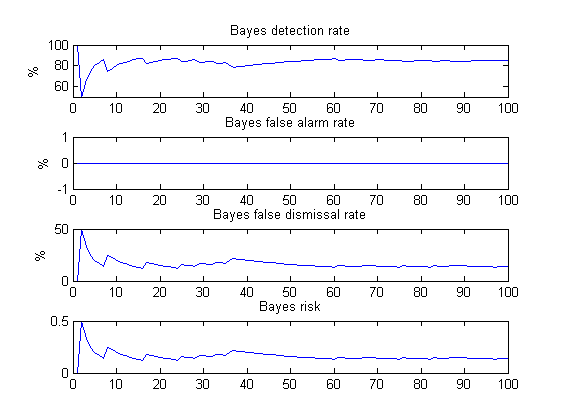 Bayes detection rate
100
80
60
%
0 10 20 30 40 50 60 70 80 90 100
Bayes false alarm rate
1
0
-1
%
0 10 20 30 40 50 60 70 80 90 100
Bayes false dismissal rate
50
0
%
0 10 20 30 40 50 60 70 80 90 100
Bayes risk
0.5
0
0 10 20 30 40 50 60 70 80 90 100